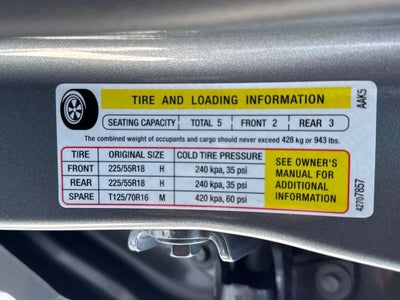 TIRE AND LOADING INFORMATION
SEATING CAPACITY TOTAL 5 FRONT 2 REAR 3
The combined weight of occupants and cargo should never exceed 428 kg or 943 lbs.
TIRE ORIGINAL SIZE COLD TIRE PRESSURE
FRONT 225/55R18 H 240 kpa, 35 psi
REAR 225/55R18 H 240 kpa, 35 psi
SPARE T125/70R16 M 420 kpa, 60 psi
SEE OWNER'S
MANUAL FOR
ADDITIONAL
INFORMATION
AAK5
42707857